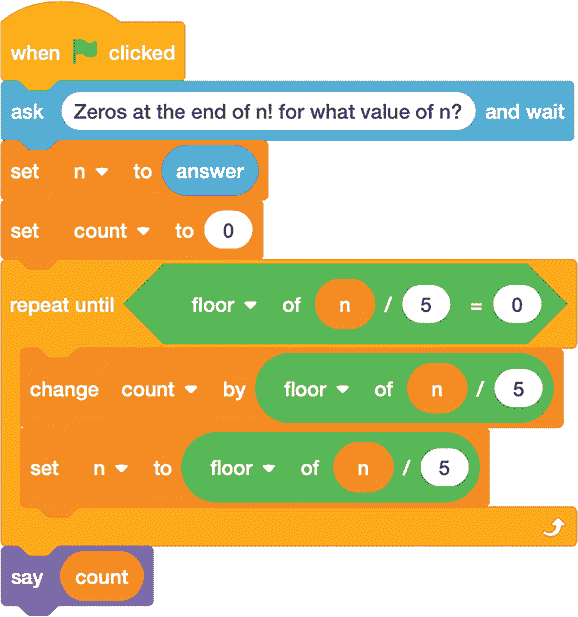 when clicked
ask Zeros at the end of n! for what value of n? and wait
set n to answer
set count to 0
repeat until floor of n / 5 = 0
change count by floor of n / 5
set n to floor of n / 5
say count